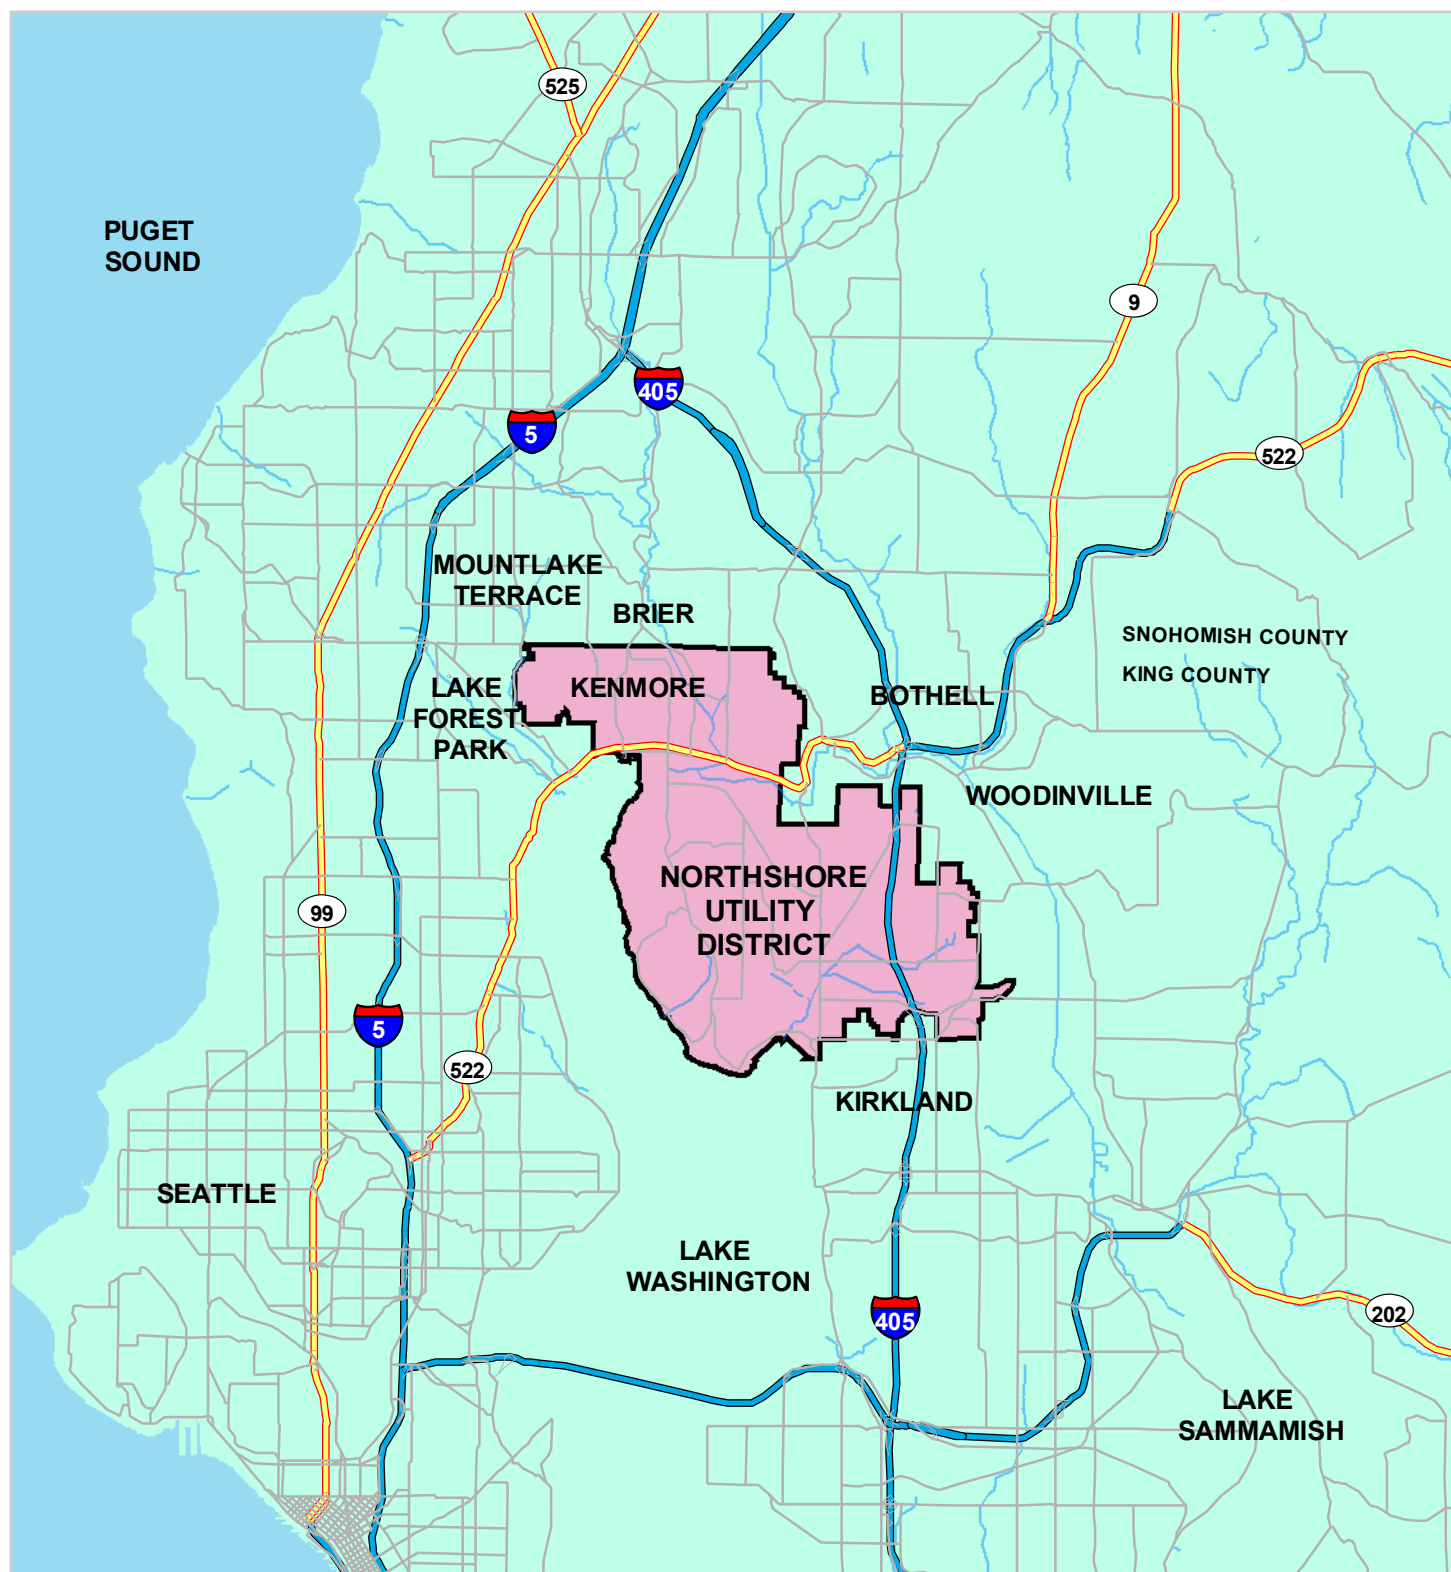 525
PUGET
SOUND
9
405
5
522
MOUNTLAKE
TERRACE
BRIER
SNOHOMISH COUNTY
KING COUNTY
LAKE
FOREST
PARK
KENMORE
BOTHELL
WOODINVILLE
NORTHSHORE
UTILITY
DISTRICT
99
5
522
KIRKLAND
SEATTLE
LAKE
WASHINGTON
405
202
LAKE
SAMMAMISH